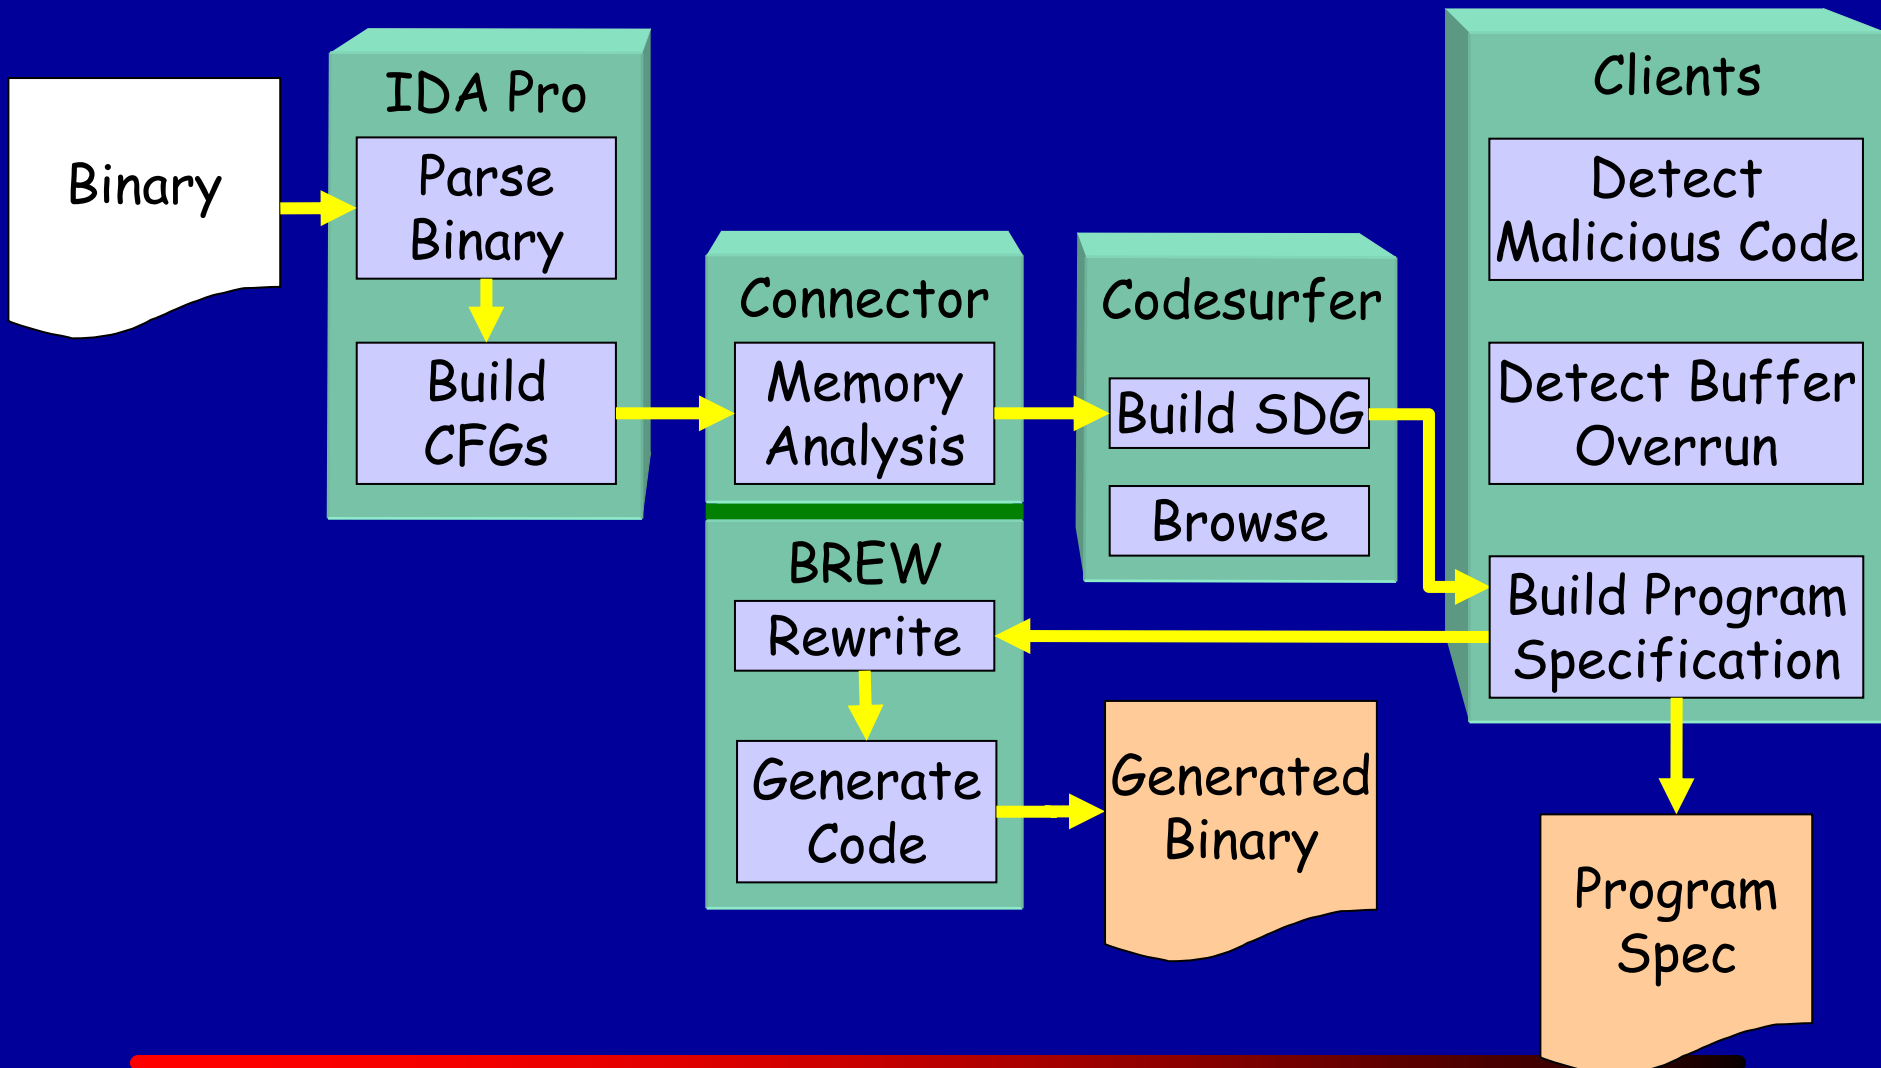 Binary
IDA Pro
Parse
Binary
Build
CFGs
Connector
Memory
Analysis
BREW
Rewrite
Generate
Code
Codesurfer
Build SDG
Browse
Generated
Binary
Clients
Detect
Malicious Code
Detect Buffer
Overrun
Build Program
Specification
Program
Spec